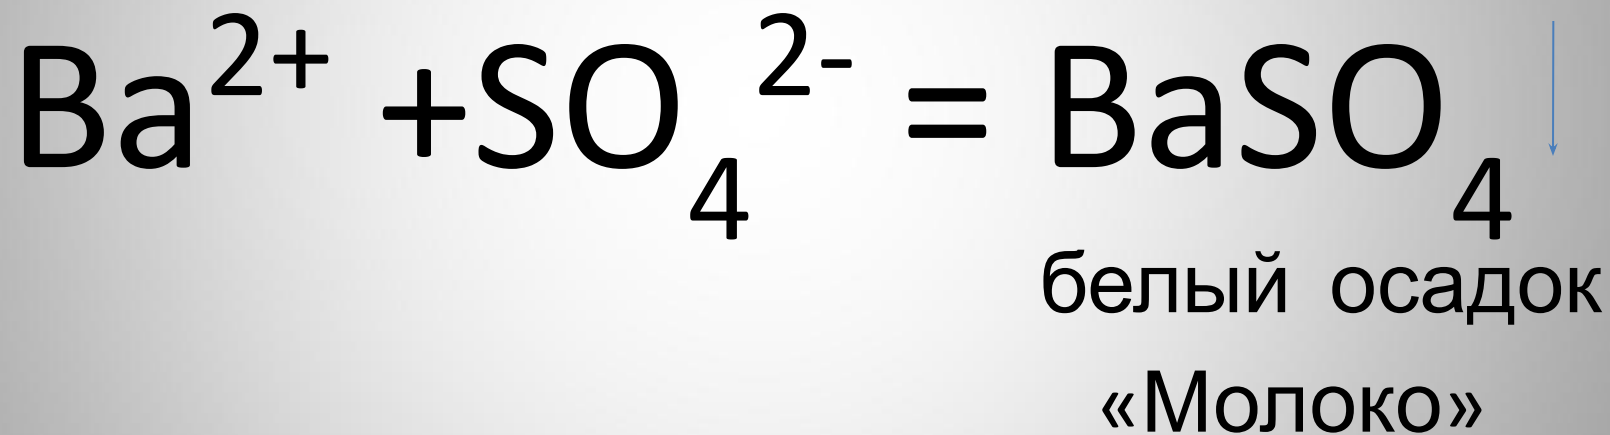 Ba²⁺ +SO₄²⁻ = BaSO₄ ↓
белый осадок
«Молоко»